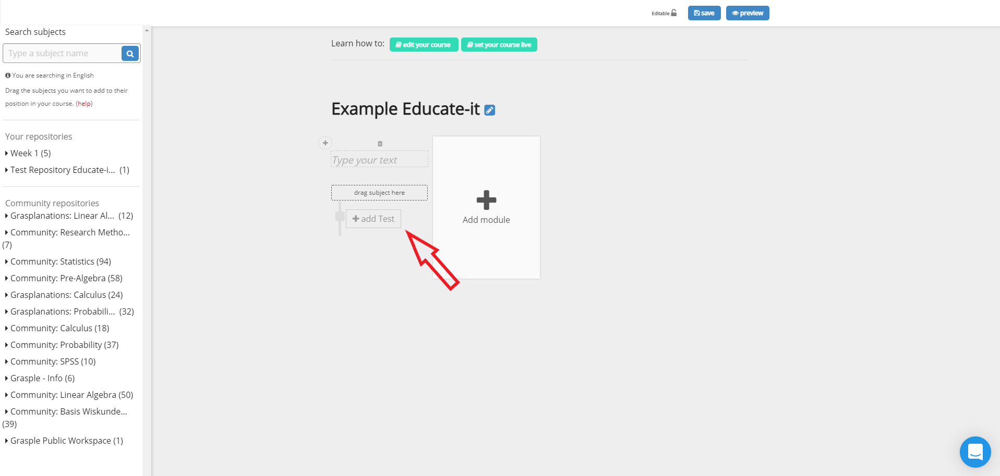 Editable
save
preview
Search subjects
Type a subject name
You are searching in English
Drag the subjects you want to add to their
position in your course. (help)
Your repositories
Week 1 (5)
Test Repository Educate-i... (1)
Community repositories
Grasplanations: Linear Al... (12)
Community: Research Metho...
(7)
Community: Statistics (94)
Community: Pre-Algebra (58)
Grasplanations: Calculus (24)
Grasplanations: Probabili... (32)
Community: Calculus (18)
Community: Probability (37)
Community: SPSS (10)
Grasple - Info (6)
Community: Linear Algebra (50)
Community: Basis Wiskunde...
(39)
Grasple Public Workspace (1)
Learn how to:
edit your course
set your course live
Example Educate-it
Type your text
drag subject here
add Test
Add module